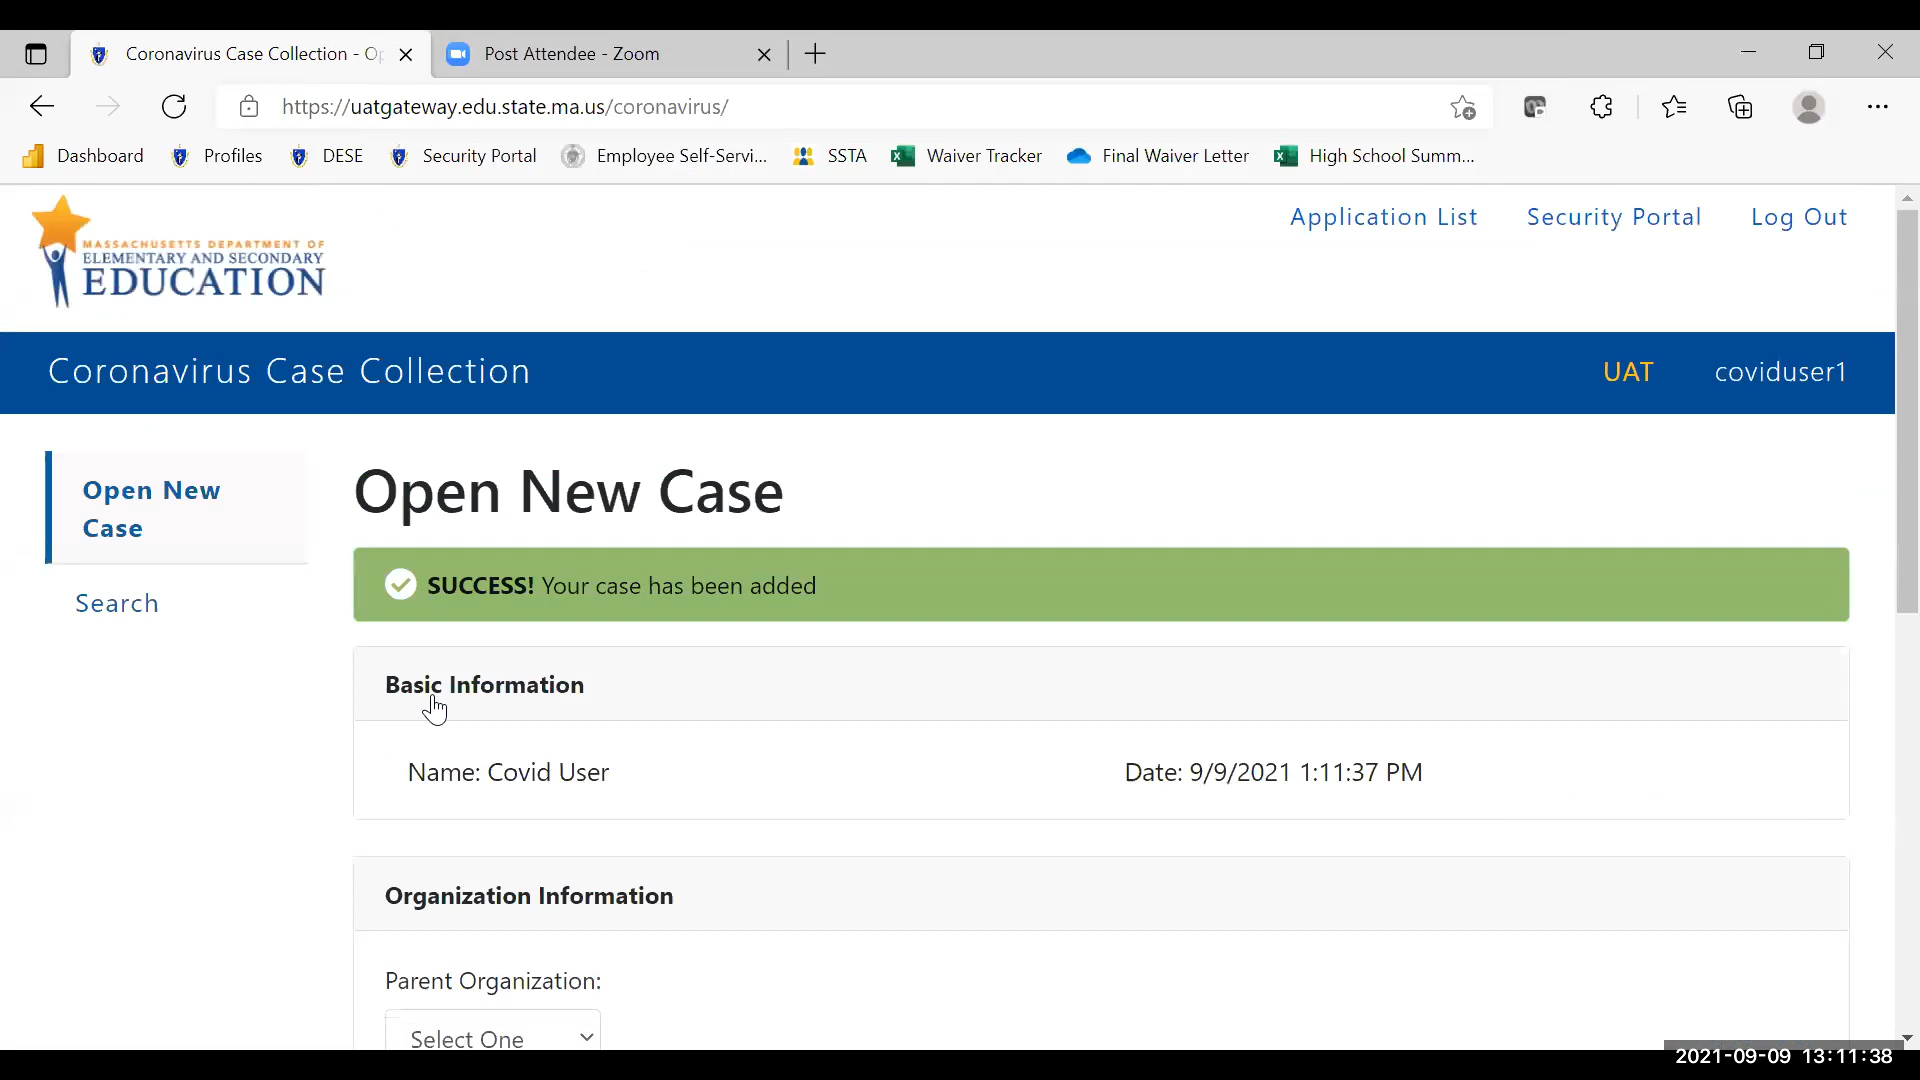 Coronavirus Case Collection - Op
Post Attendee - Zoom
https://uatgateway.edu.state.ma.us/coronavirus/
Dashboard
Profiles
DESE
Security Portal
Employee Self-Servi...
SSTA
Waiver Tracker
Final Waiver Letter
High School Summ...
MASSACHUSETTS DEPARTMENT OF
ELEMENTARY AND SECONDARY
EDUCATION
Application List
Security Portal
Log Out
Coronavirus Case Collection
UAT
coviduser1
Open New
Case
Search
Open New Case
SUCCESS! Your case has been added
Basic Information
Name: Covid User
Date: 9/9/2021 1:11:37 PM
Organization Information
Parent Organization:
Select One
2021-09-09 13:11:38